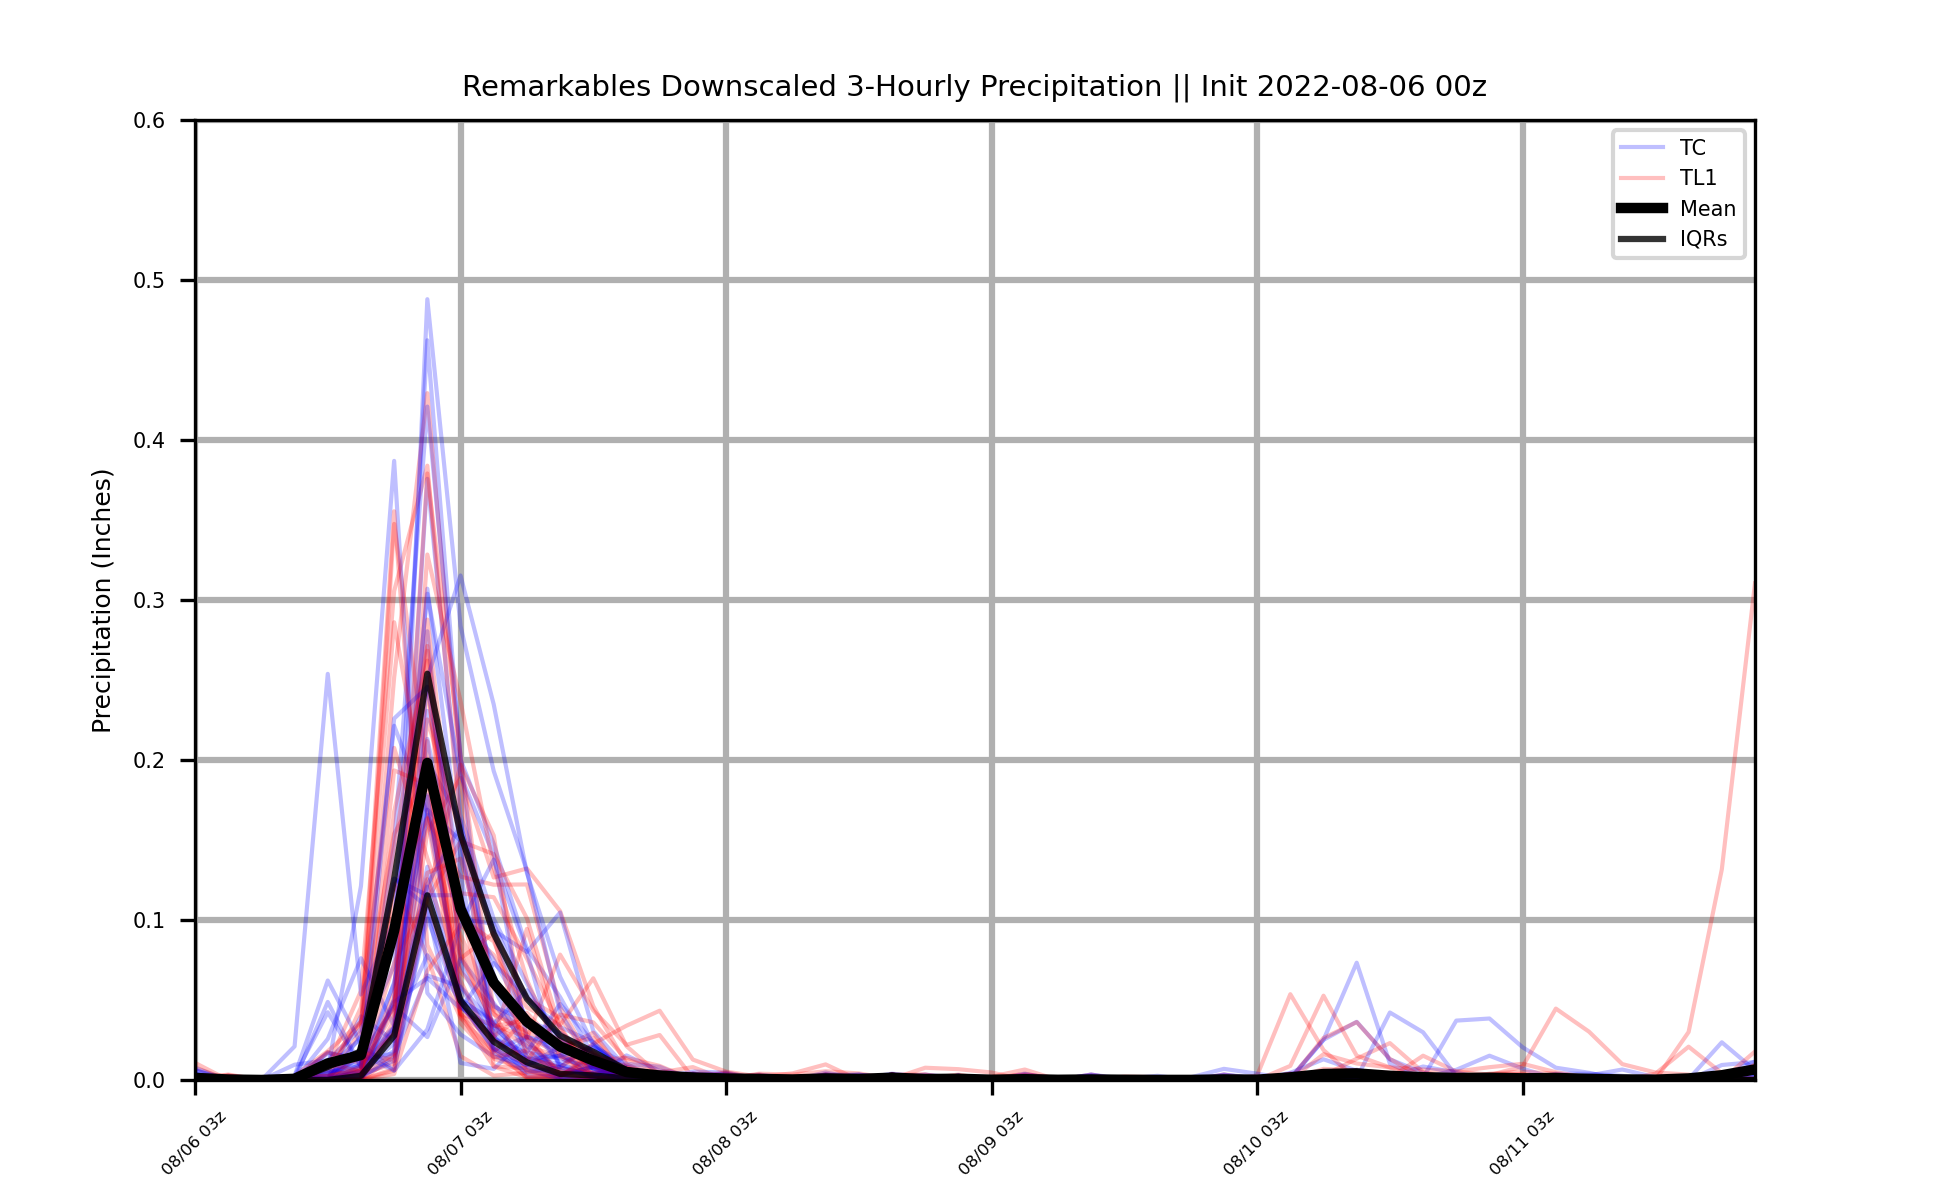 Remarkables Downscaled 3-Hourly Precipitation || Init 2022-08-06 00z
TC
TL1
Mean
IQRs
Precipitation (Inches)
0.6
0.5
0.4
0.3
0.2
0.1
0.0
08/06 03z
08/07 03z
08/08 03z
08/09 03z
08/10 03z
08/11 03z